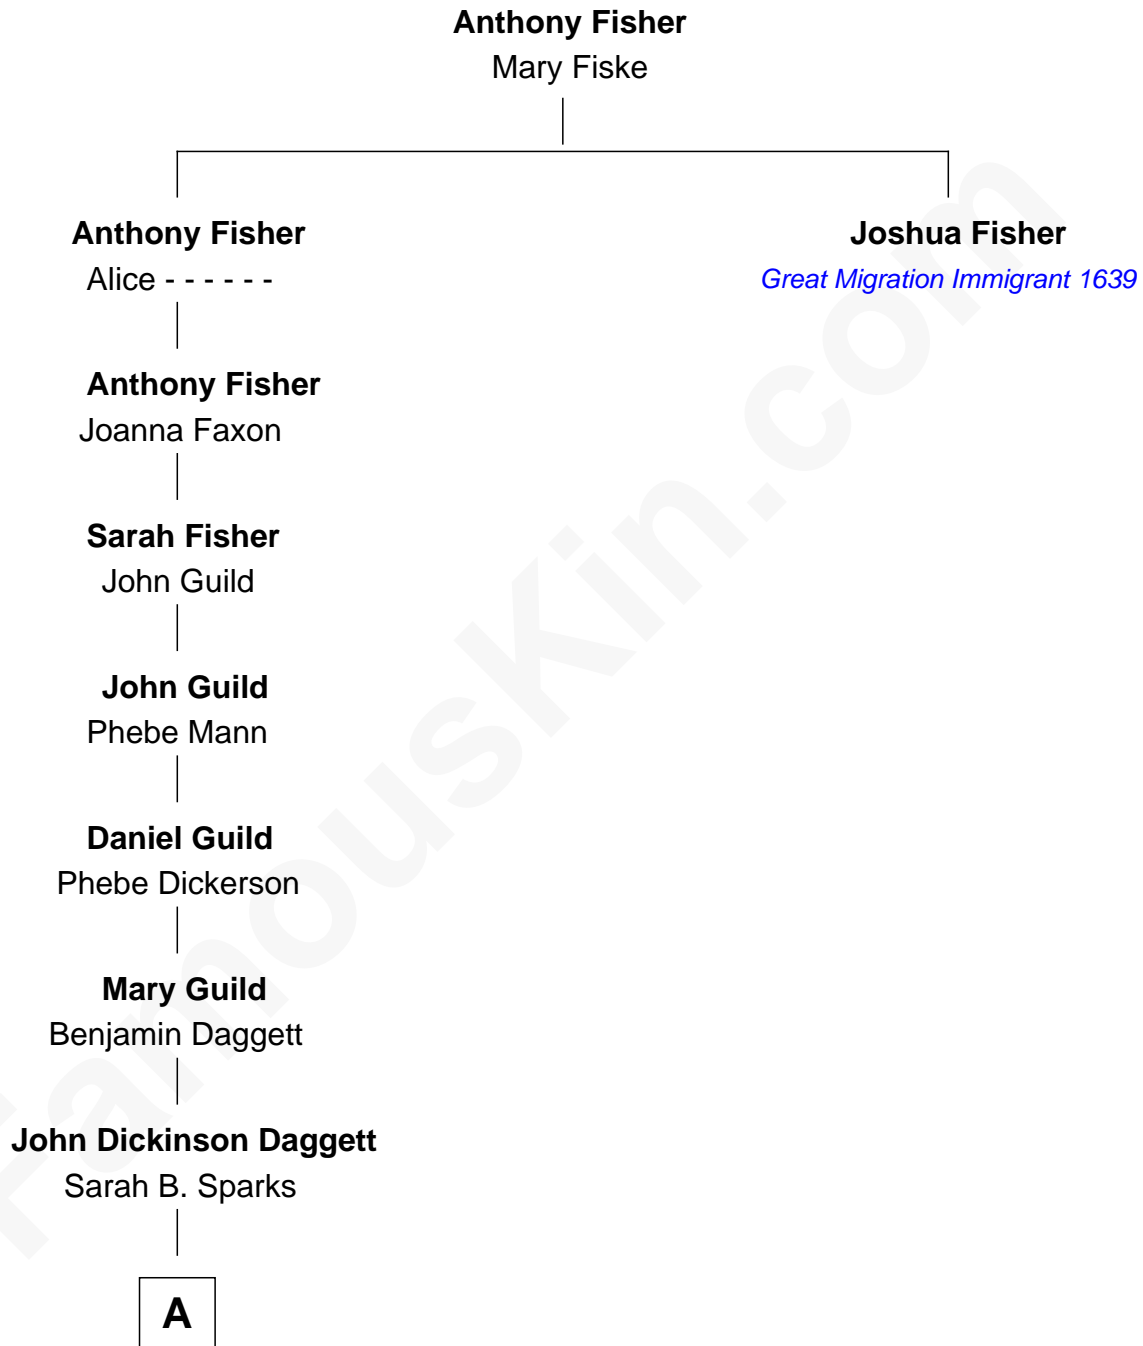 Anthony Fisher
Mary Fiske
Anthony Fisher
Alice - - - - - -
Joshua Fisher
Great Migration Immigrant 1639
Anthony Fisher
Joanna Faxon
Sarah Fisher
John Guild
John Guild
Phebe Mann
Daniel Guild
Phebe Dickerson
Mary Guild
Benjamin Daggett
John Dickinson Daggett
Sarah B. Sparks
A
FamousKin.com